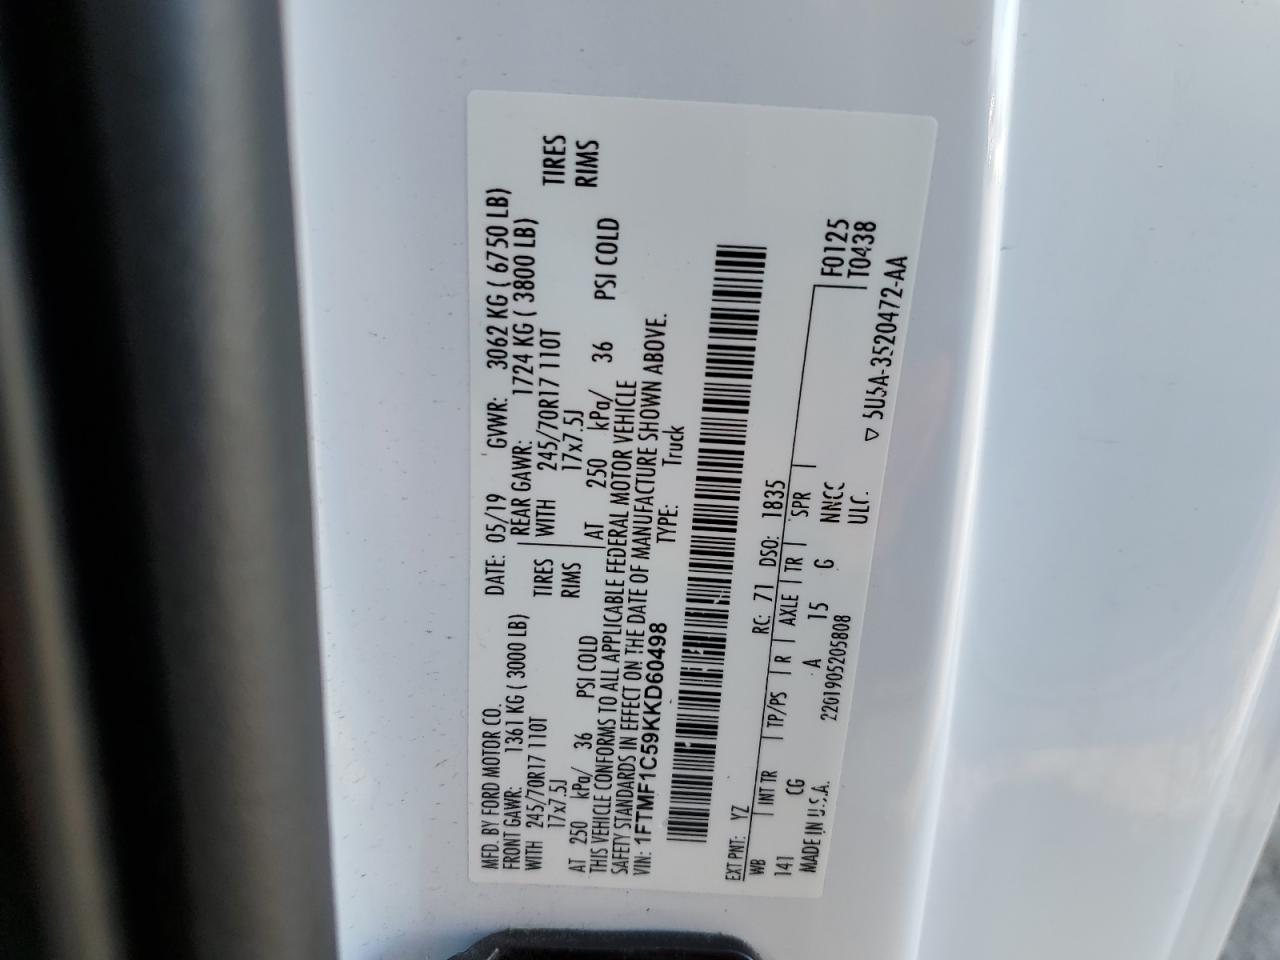 MFD. BY FORD MOTOR CO.
DATE: 05/19 GVWR: 3062 KG ( 6750 LB)
FRONT GAWR: 1361 KG ( 3000 LB) REAR GAWR: 1724 KG ( 3800 LB)
WITH 245/70R17 110T TIRES WITH 245/70R17 110T TIRES
17x7.5J RIMS 17x7.5J RIMS
AT 250 kPa/ 36 PSI COLD AT 250 kPa/ 36 PSI COLD
THIS VEHICLE CONFORMS TO ALL APPLICABLE FEDERAL MOTOR VEHICLE
SAFETY STANDARDS IN EFFECT ON THE DATE OF MANUFACTURE SHOWN ABOVE.
VIN: 1FTMF1C59KKD60498 TYPE: Truck
EXT PNT: YZ RC: 71 DSO: 1835
WB INT TR TP/PS R AXLE TR SPR F0125
141 CG A 15 G NNCC T0438
MADE IN U.S.A. 2201905205808 ULC
▽ 5U5A-3520472-AA